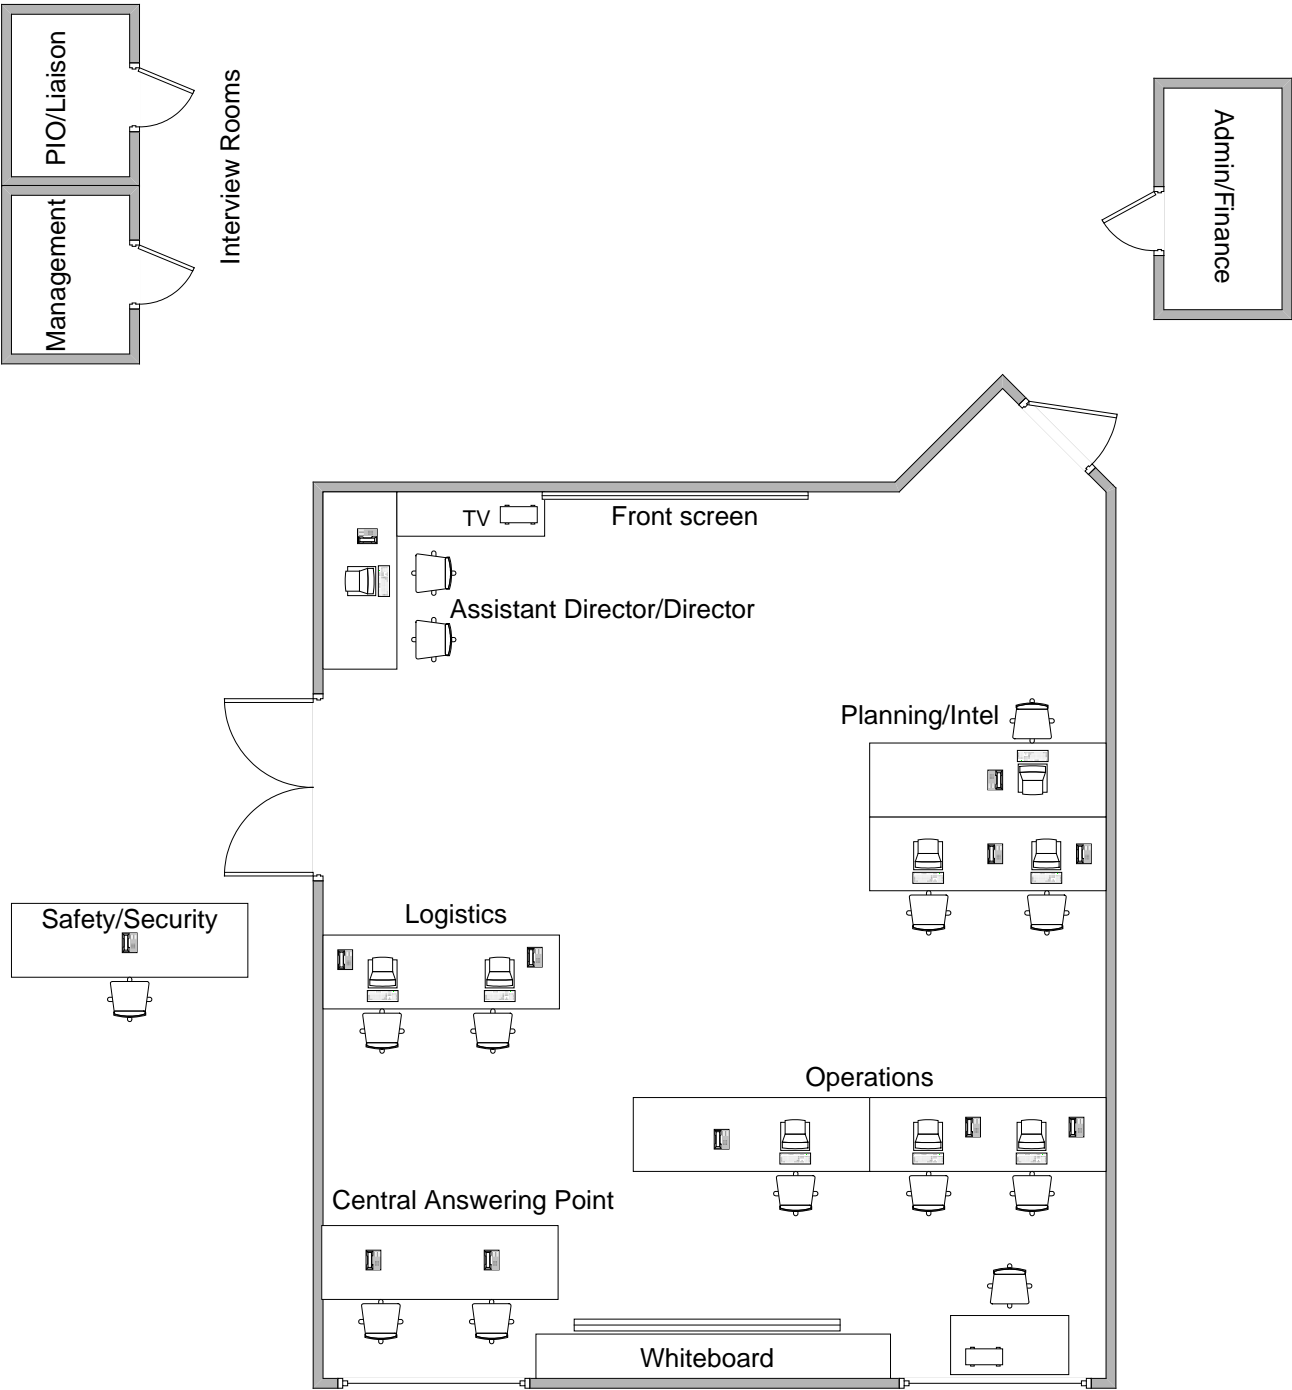 PIO/Liaison
Interview Rooms
Management
Admin/Finance
TV
Front screen
Assistant Director/Director
Planning/Intel
Safety/Security
Logistics
Operations
Central Answering Point
Whiteboard